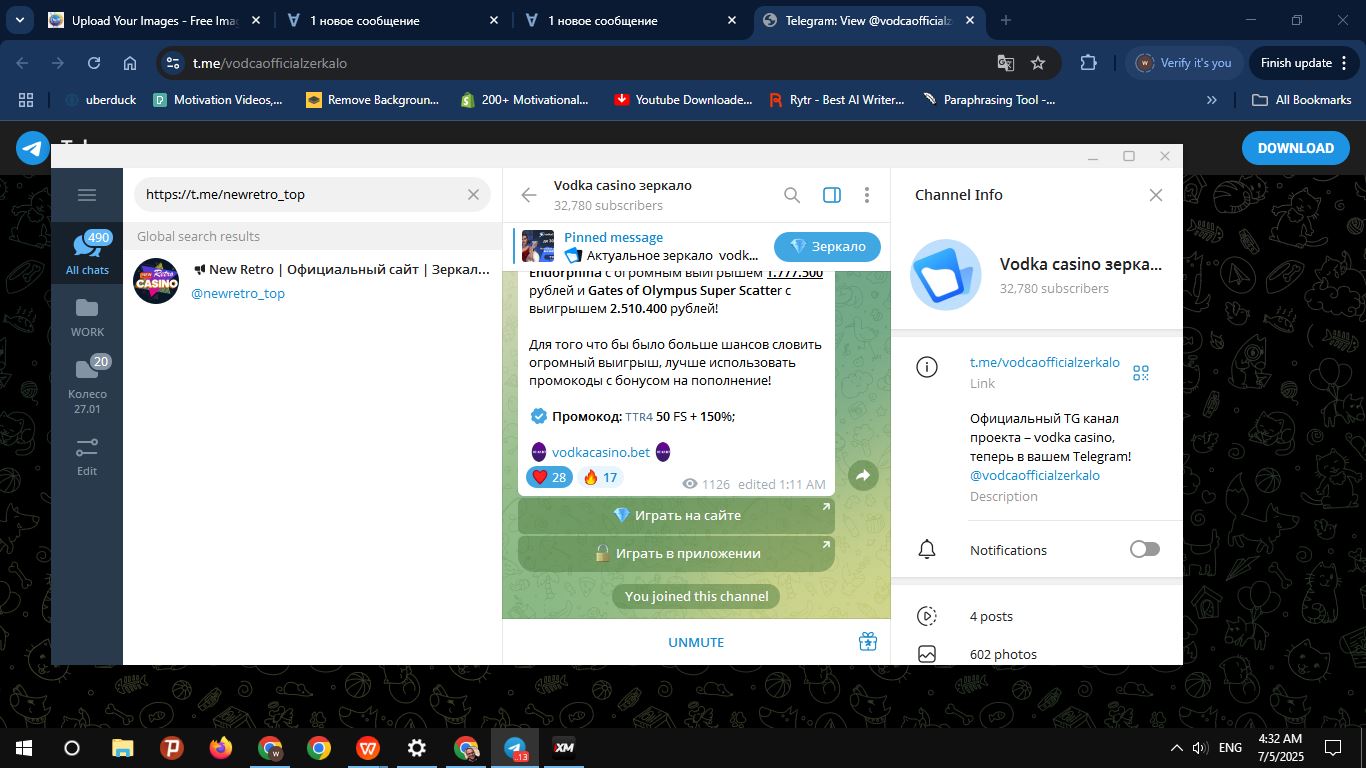 Upload Your Images - Free Ima
1 новое сообщение
1 новое сообщение
Telegram: View @vodcaofficialz
t.me/vodcaofficialzerkalo
Verify it's you
Finish update
uberduck
Motivation Videos,...
Remove Backgroun...
200+ Motivational...
Youtube Downloade...
Rytr - Best AI Writer...
Paraphrasing Tool -...
All Bookmarks
DOWNLOAD
490
All chats
WORK
20
Колесо
27.01
Edit
https://t.me/newretro_top
Global search results
NEW Retro
CASINO
New Retro | Официальный сайт | Зеркал...
@newretro_top
Vodka casino зеркало
32,780 subscribers
Pinned message
Актуальное зеркало vodk...
Зеркало
Endorphina с огромным выигрышем 1.777.500
рублей и Gates of Olympus Super Scatter с
выигрышем 2.510.400 рублей!
Для того что бы было больше шансов словить
огромный выигрыш, лучше использовать
промокоды с бонусом на пополнение!
Промокод: TTR4 50 FS + 150%;
vodkacasino.bet
28
17
1126 edited 1:11 AM
Играть на сайте
Играть в приложении
You joined this channel
UNMUTE
Channel Info
Vodka casino зерка...
32,780 subscribers
t.me/vodcaofficialzerkalo
Link
Официальный TG канал
проекта – vodka casino,
теперь в вашем Telegram!
@vodcaofficialzerkalo
Description
Notifications
4 posts
602 photos
..13
XM
ENG
4:32 AM
7/5/2025